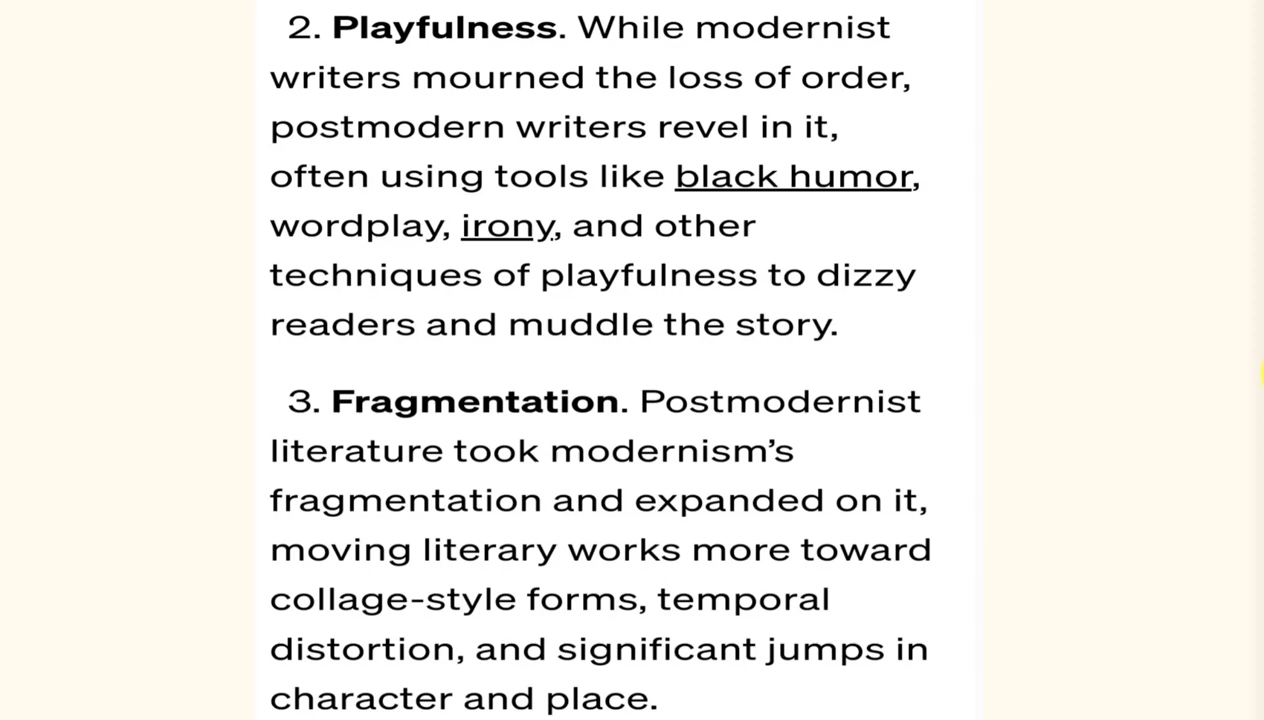 2. Playfulness. While modernist
writers mourned the loss of order,
postmodern writers revel in it,
often using tools like black humor,
wordplay, irony, and other
techniques of playfulness to dizzy
readers and muddle the story.
3. Fragmentation. Postmodernist
literature took modernism’s
fragmentation and expanded on it,
moving literary works more toward
collage-style forms, temporal
distortion, and significant jumps in
character and place.